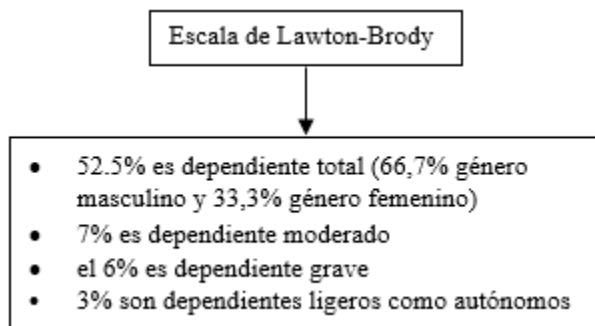 Escala de Lawton-Brody
• 52.5% es dependiente total (66,7% género
masculino y 33,3% género femenino)
• 7% es dependiente moderado
• el 6% es dependiente grave
• 3% son dependientes ligeros como autónomos